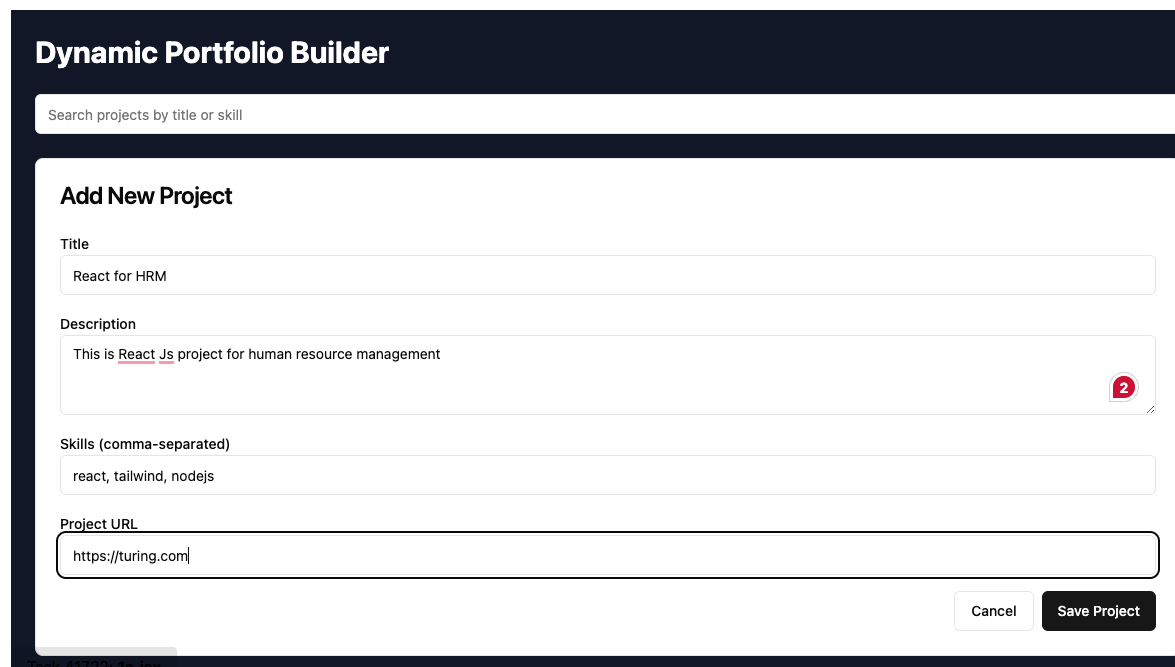 Dynamic Portfolio Builder
Search projects by title or skill
Add New Project
Title
React for HRM
Description
This is React Js project for human resource management
2
Skills (comma-separated)
react, tailwind, nodejs
Project URL
https://turing.com
Cancel
Save Project